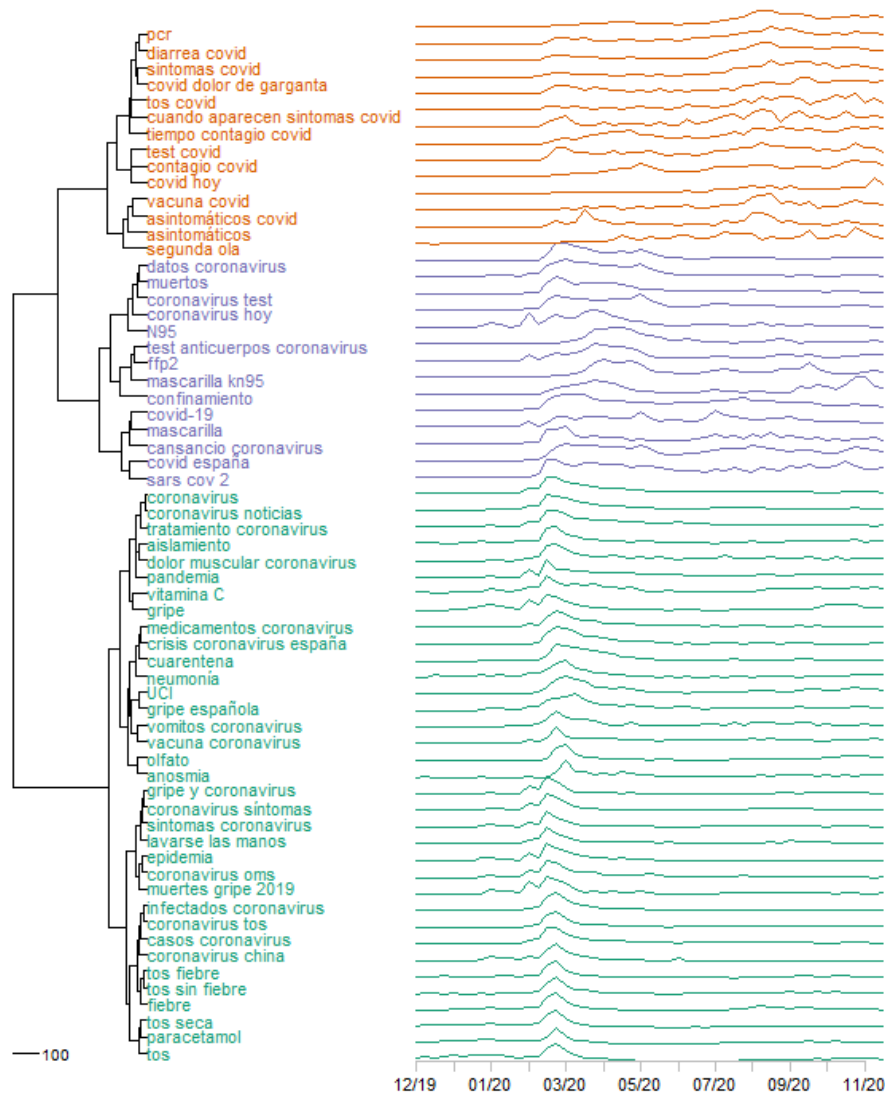 pcr
diarrea covid
sintomas covid
covid dolor de garganta
tos covid
cuando aparecen sintomas covid
tiempo contagio covid
test covid
contagio covid
covid hoy
vacuna covid
asintomáticos covid
asintomáticos
segunda ola
datos coronavirus
muertos
coronavirus test
coronavirus hoy
N95
test anticuerpos coronavirus
ffp2
mascarilla kn95
confinamiento
covid-19
mascarilla
cansancio coronavirus
covid españa
sars cov 2
coronavirus
coronavirus noticias
tratamiento coronavirus
aislamiento
dolor muscular coronavirus
pandemia
vitamina C
gripe
medicamentos coronavirus
crisis coronavirus españa
cuarentena
neumonía
UCI
gripe española
vomitos coronavirus
vacuna coronavirus
olfato
anosmia
gripe y coronavirus
coronavirus síntomas
sintomas coronavirus
lavarse las manos
epidemia
coronavirus oms
muertes gripe 2019
infectados coronavirus
coronavirus tos
casos coronavirus
coronavirus china
tos fiebre
tos sin fiebre
fiebre
tos seca
paracetamol
tos
100
12/19 01/20 03/20 05/20 07/20 09/20 11/20